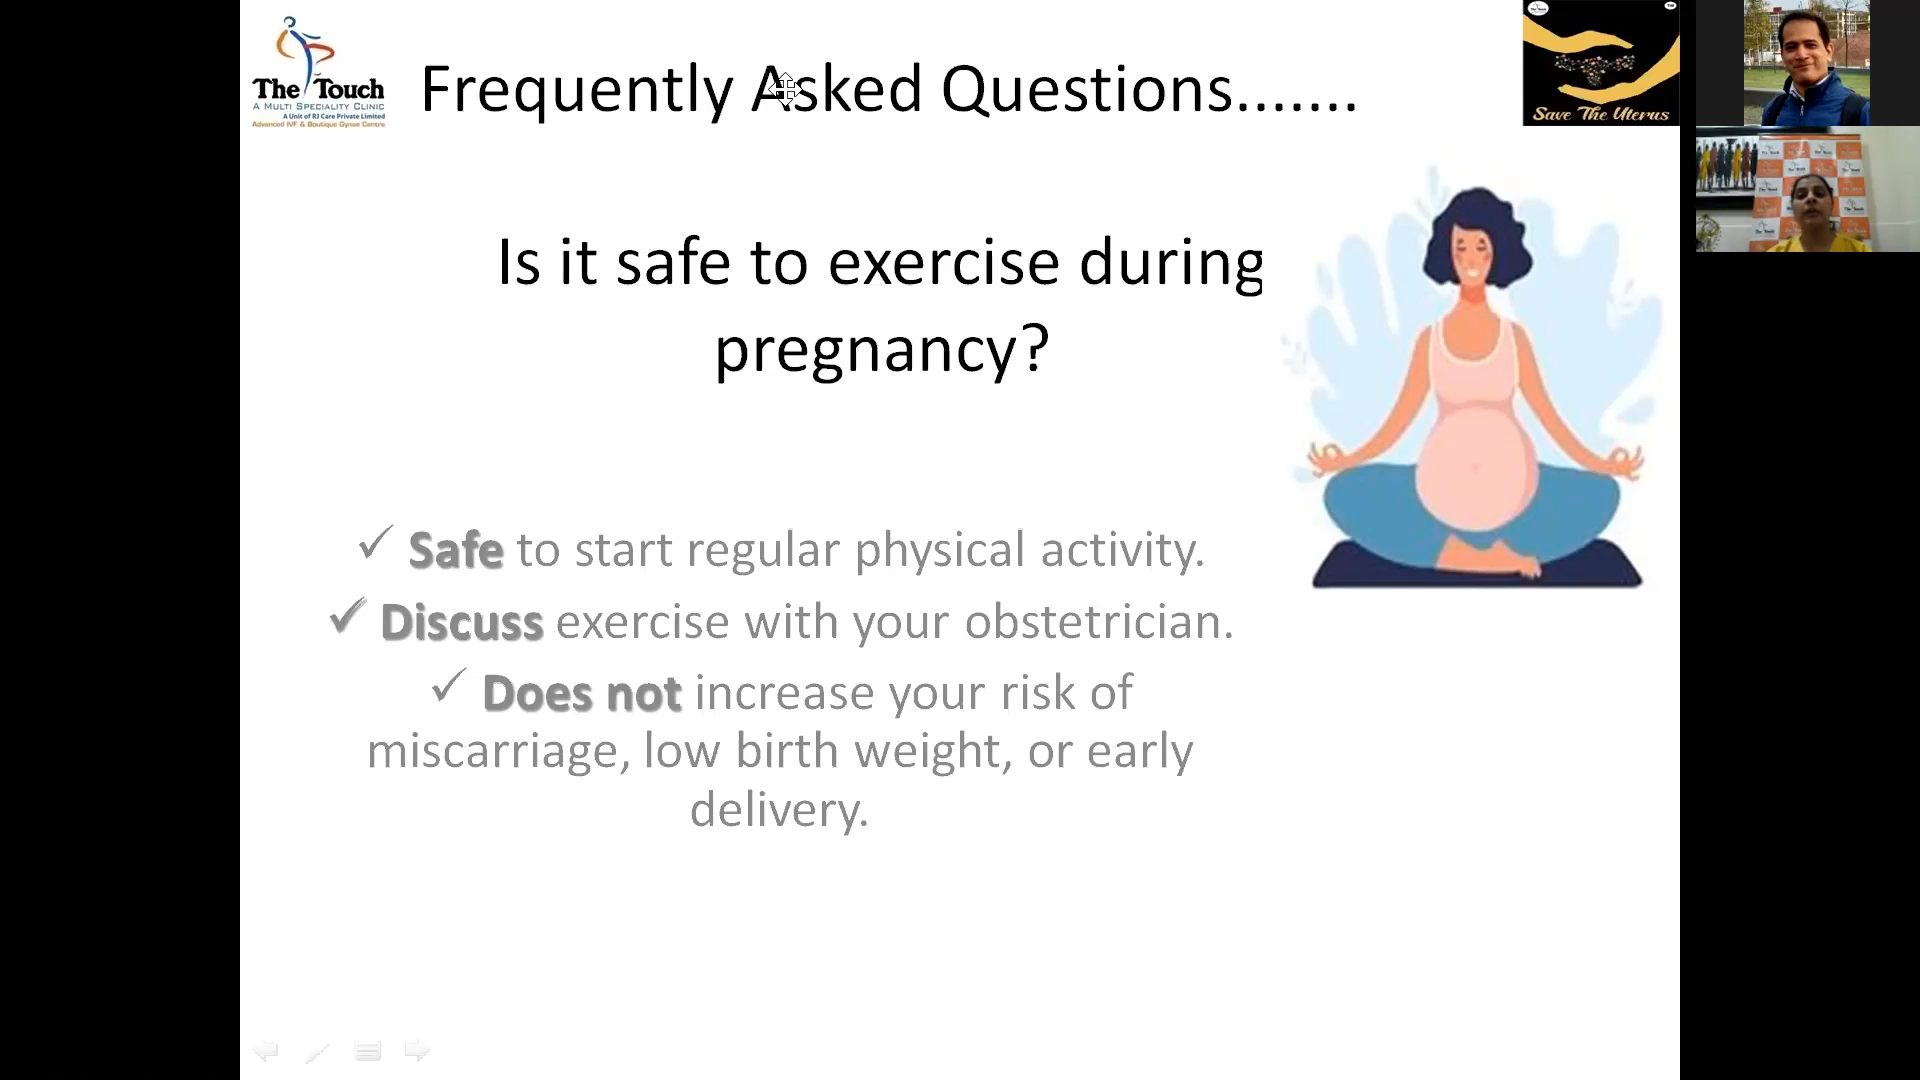 The Touch
A MULTI SPECIALITY CLINIC
A Unit of RJ Care Private Limited
Advanced IVF & Boutique Gynae Centre
Frequently Asked Questions.......
Save The Uterus
Is it safe to exercise during
pregnancy?
✓ Safe to start regular physical activity.
✓ Discuss exercise with your obstetrician.
✓ Does not increase your risk of
miscarriage, low birth weight, or early
delivery.